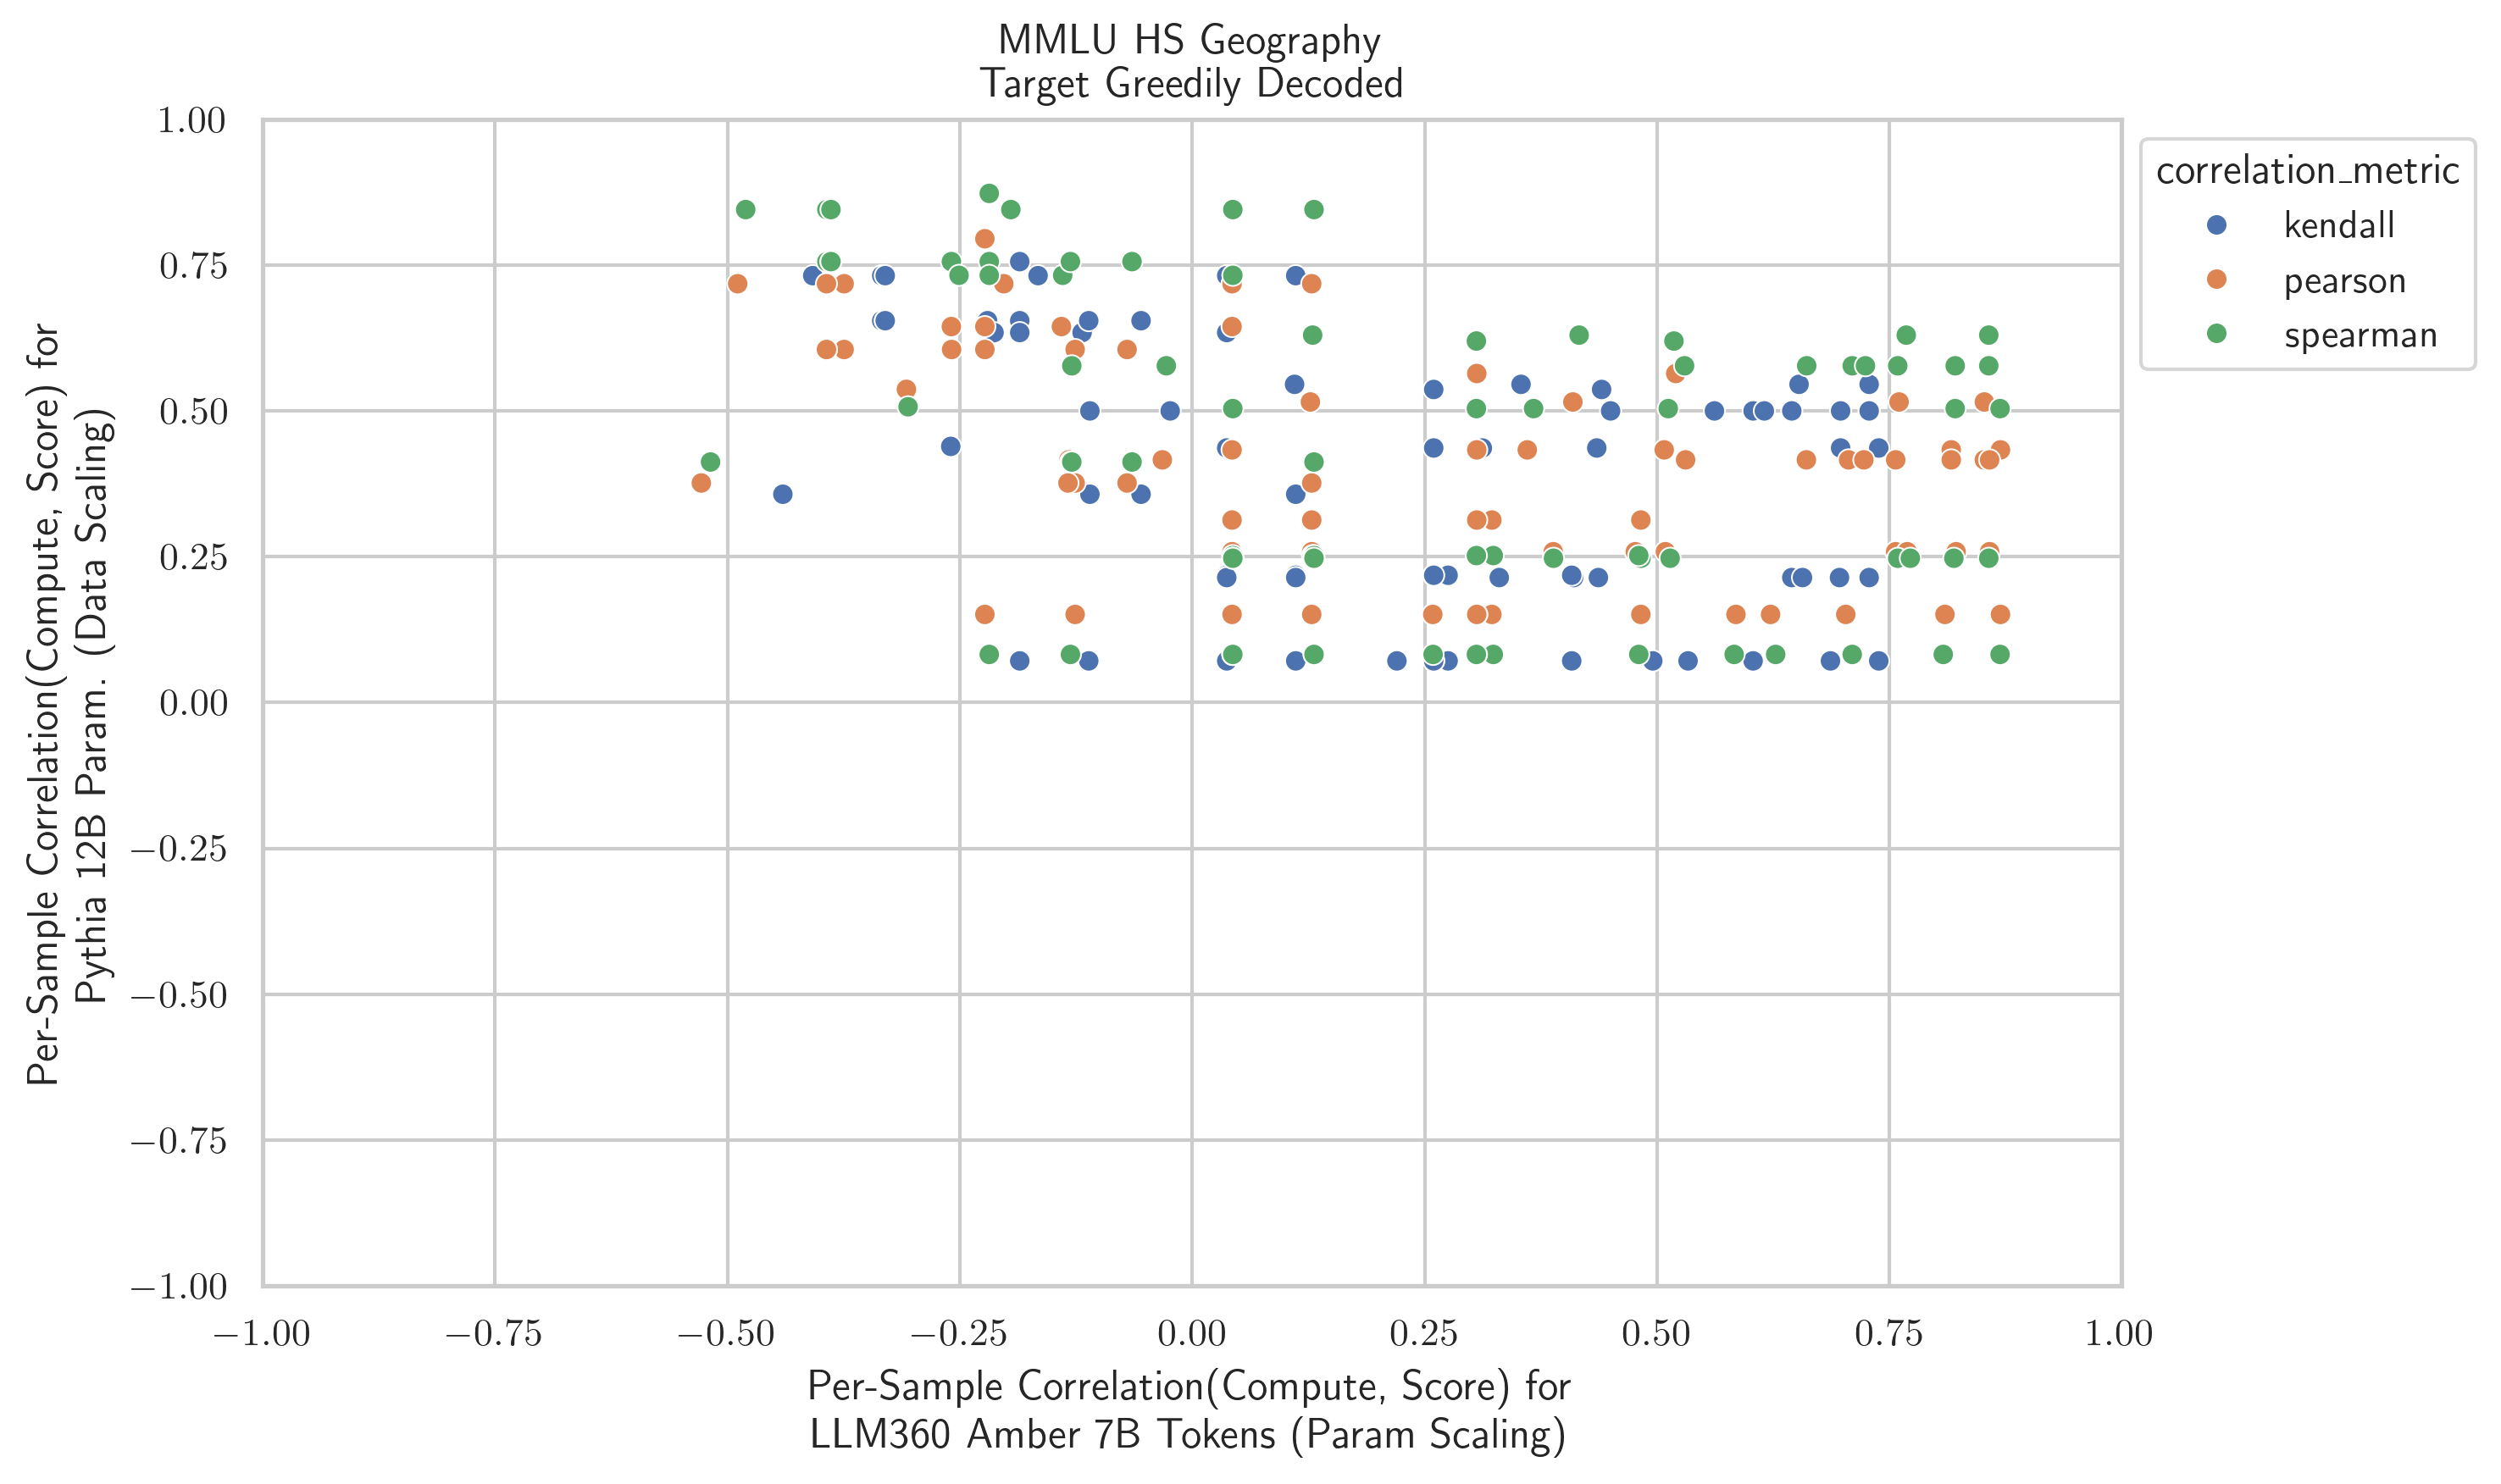 MMLU HS Geography
Target Greedily Decoded
1.00
0.75
0.50
0.25
0.00
−0.25
−0.50
−0.75
−1.00
Per-Sample Correlation(Compute, Score) for
Pythia 12B Param. (Data Scaling)
−1.00 −0.75 −0.50 −0.25 0.00 0.25 0.50 0.75 1.00
Per-Sample Correlation(Compute, Score) for
LLM360 Amber 7B Tokens (Param Scaling)
correlation_metric
kendall
pearson
spearman